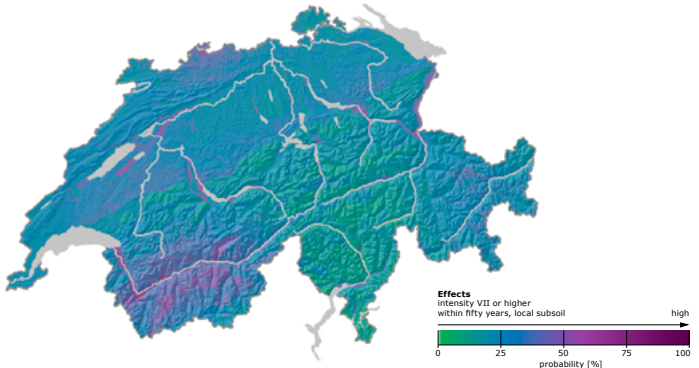 Effects
intensity VII or higher
within fifty years, local subsoil
high
0 25 50 75 100
probability [%]